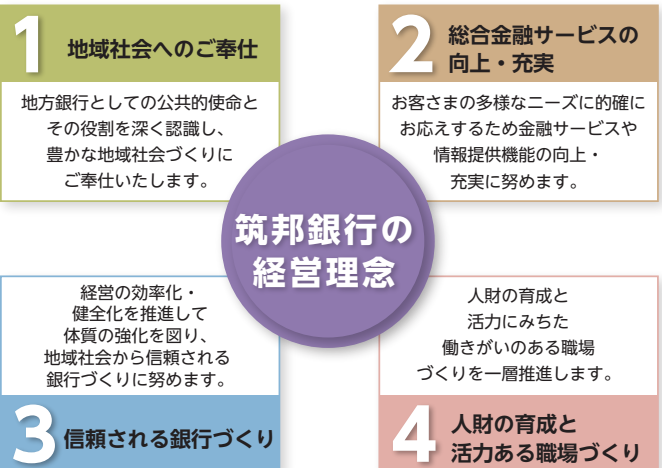 1 地域社会へのご奉仕
地方銀行としての公共的使命と
その役割を深く認識し、
豊かな地域社会づくりに
ご奉仕いたします。
2 総合金融サービスの
向上・充実
お客さまの多様なニーズに的確に
お応えするため金融サービスや
情報提供機能の向上・
充実に努めます。
筑邦銀行の
経営理念
経営の効率化・
健全化を推進して
体質の強化を図り、
地域社会から信頼される
銀行づくりに努めます。
3 信頼される銀行づくり
人財の育成と
活力にみちた
働きがいのある職場
づくりを一層推進します。
4 人財の育成と
活力ある職場づくり